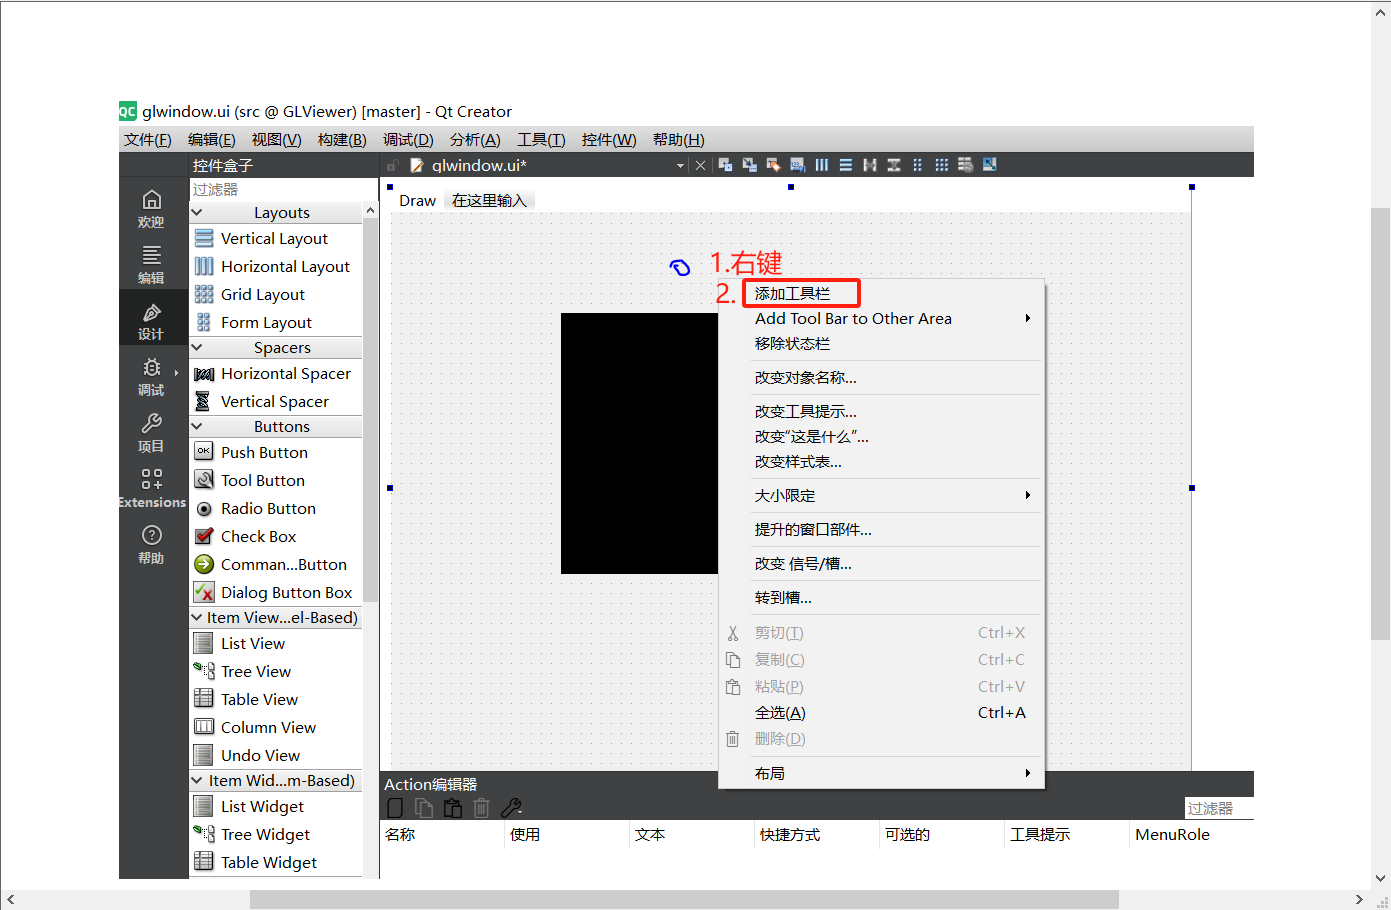 glwindow.ui (src @ GLViewer) [master] - Qt Creator
文件(F) 编辑(E) 视图(V) 构建(B) 调试(D) 分析(A) 工具(T) 控件(W) 帮助(H)
控件盒子
glwindow.ui*
过滤器
Draw 在这里输入
欢迎
编辑
设计
调试
项目
Extensions
帮助
Layouts
Vertical Layout
Horizontal Layout
Grid Layout
Form Layout
Spacers
Horizontal Spacer
Vertical Spacer
Buttons
OK Push Button
Tool Button
Radio Button
Check Box
Comman...Button
Dialog Button Box
Item View...el-Based)
List View
Tree View
Table View
Column View
Undo View
Item Wid...m-Based)
List Widget
Tree Widget
Table Widget
1.右键
2. 添加工具栏
Add Tool Bar to Other Area
移除状态栏
改变对象名称...
改变工具提示...
改变“这是什么”...
改变样式表...
大小限定
提升的窗口部件...
改变 信号/槽...
转到槽...
剪切(T) Ctrl+X
复制(C) Ctrl+C
粘贴(P) Ctrl+V
全选(A) Ctrl+A
删除(D)
布局
Action编辑器
过滤器
名称 使用 文本 快捷方式 可选的 工具提示 MenuRole